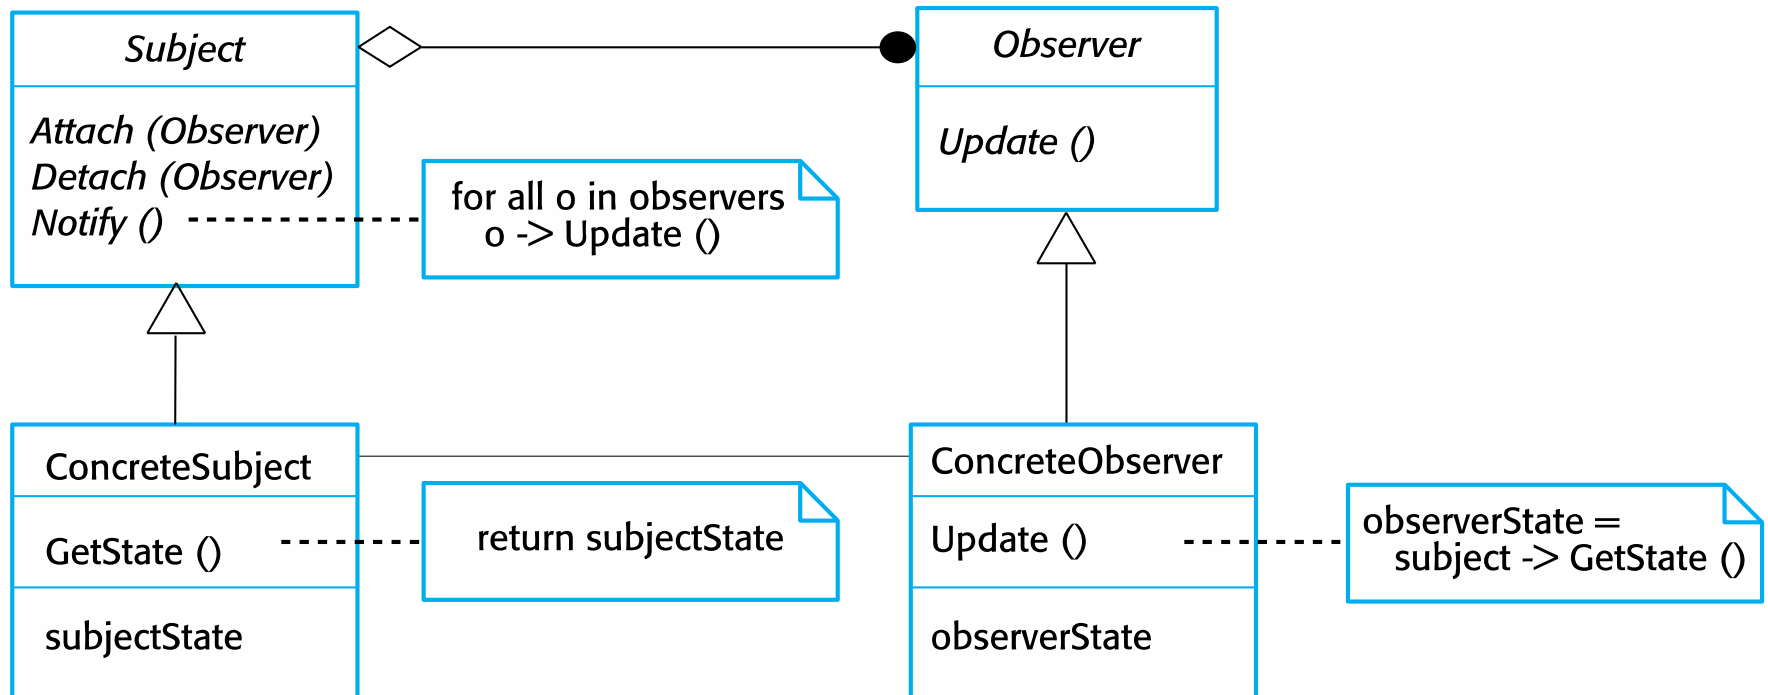 Subject
Attach (Observer)
Detach (Observer)
Notify ()
for all o in observers
o -> Update ()
Observer
Update ()
ConcreteSubject
GetState ()
subjectState
return subjectState
ConcreteObserver
Update ()
observerState
observerState =
subject -> GetState ()